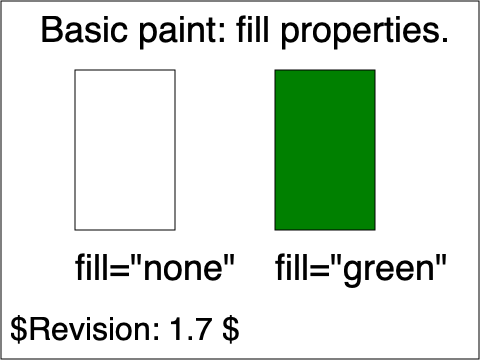 Basic paint: fill properties.
fill="none" fill="green"
$Revision: 1.7 $